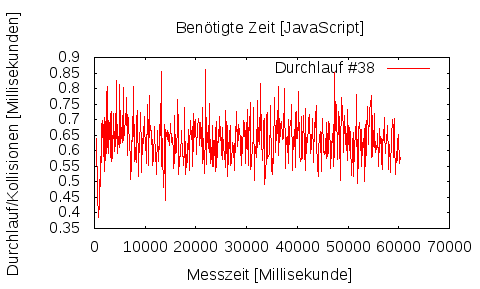 Benötigte Zeit [JavaScript]
Durchlauf/Kollisionen [Millisekunden]
Durchlauf #38
0.9
0.85
0.8
0.75
0.7
0.65
0.6
0.55
0.5
0.45
0.4
0.35
0 10000 20000 30000 40000 50000 60000 70000
Messzeit [Millisekunde]